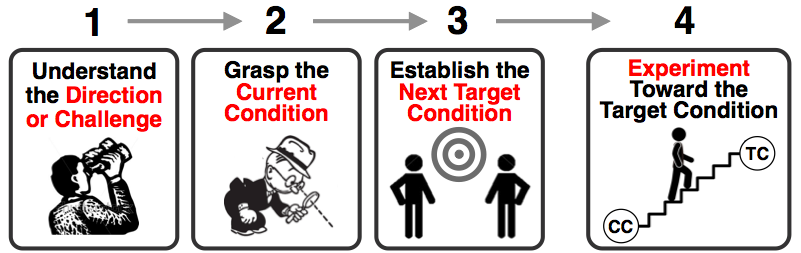 1
2
3
4
Understand
the Direction
or Challenge
Grasp the
Current
Condition
Establish the
Next Target
Condition
Experiment
Toward the
Target Condition
TC
CC